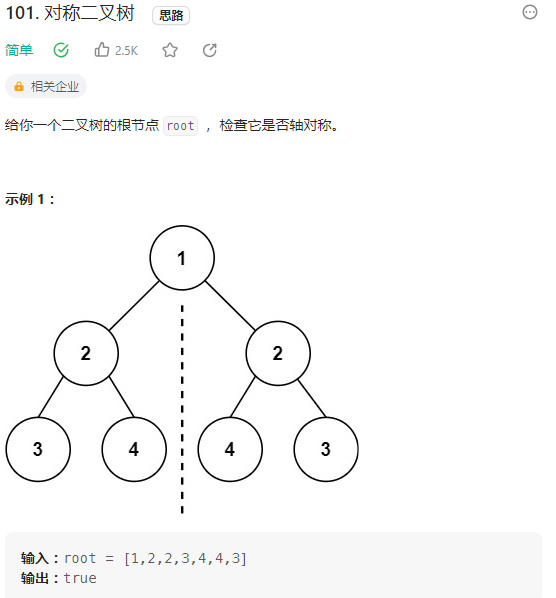 101. 对称二叉树 思路
简单 2.5K
相关企业
给你一个二叉树的根节点 root ，检查它是否轴对称。
示例 1：
1
2 2
3 4 4 3
输入：root = [1,2,2,3,4,4,3]
输出：true